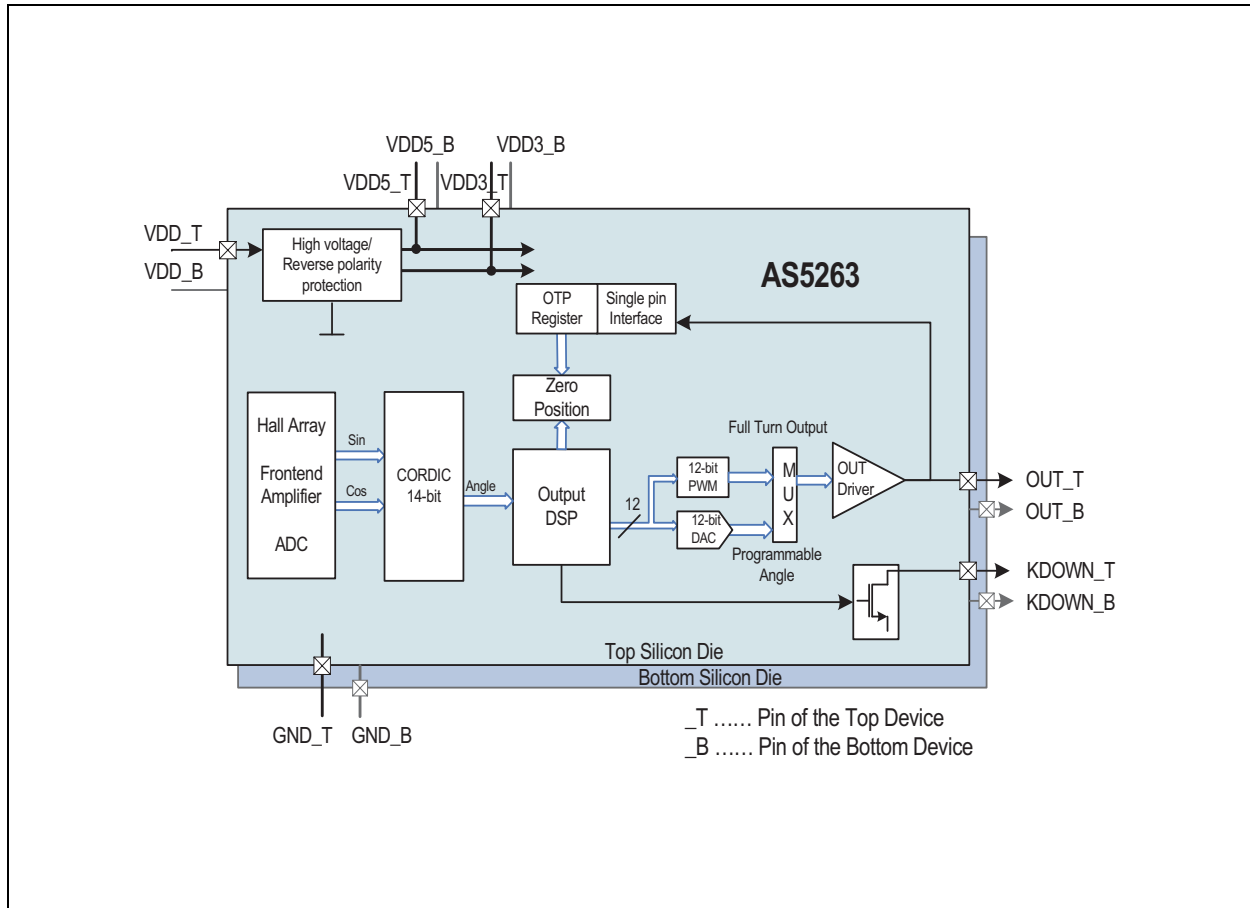 VDD5_B
VDD3_B
VDD5_T
VDD3_T
VDD_T
VDD_B
High voltage/
Reverse polarity
protection
AS5263
OTP
Register
Single pin
Interface
Zero
Position
Hall Array
Frontend
Amplifier
ADC
Sin
Cos
CORDIC
14-bit
Angle
Output
DSP
12
Full Turn Output
12-bit
PWM
12-bit
DAC
M
U
X
Programmable
Angle
OUT
Driver
OUT_T
OUT_B
KDOWN_T
KDOWN_B
Top Silicon Die
Bottom Silicon Die
GND_T
GND_B
_T …… Pin of the Top Device
_B …… Pin of the Bottom Device